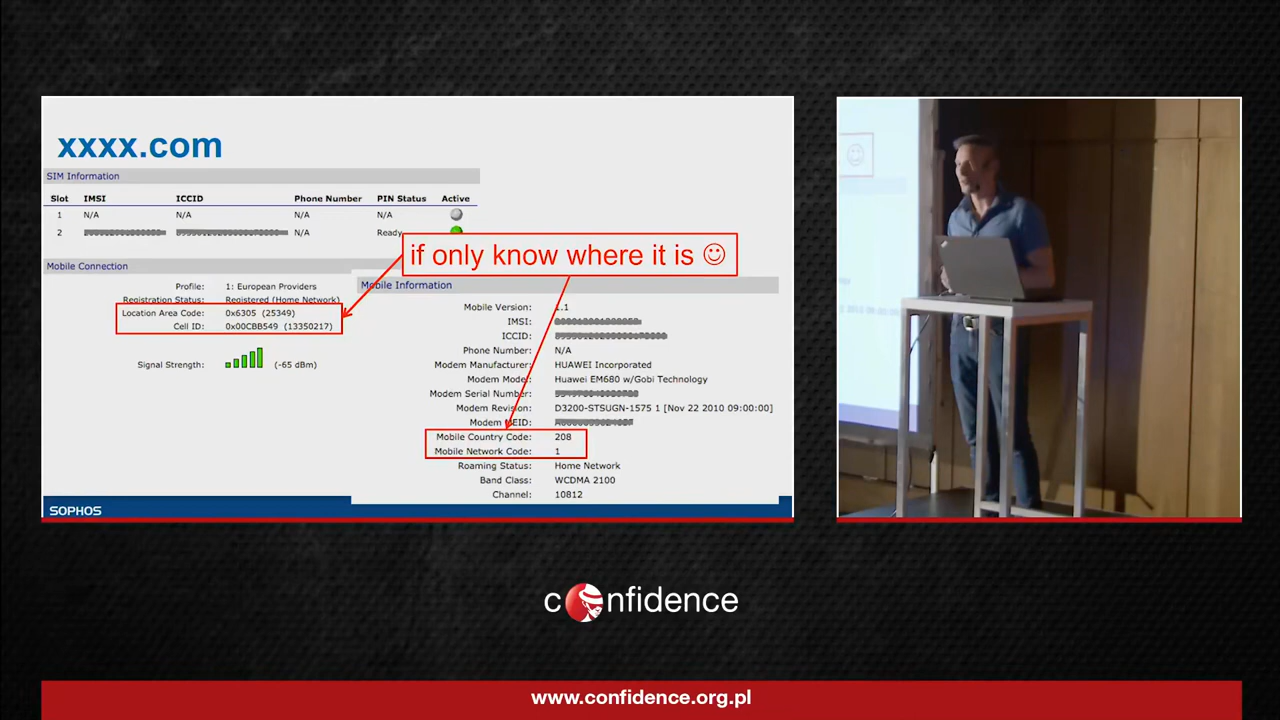 xxxx.com
SIM Information
Slot IMSI ICCID Phone Number PIN Status Active
1 N/A N/A N/A N/A
2 N/A Ready
if only know where it is ☺
Mobile Connection
Profile: 1: European Providers
Registration Status: Registered (Home Network)
Location Area Code: 0x6305 (25349)
Cell ID: 0x00CBB549 (13350217)
Signal Strength: (-65 dBm)
Mobile Information
Mobile Version: 1.1
IMSI:
ICCID:
Phone Number: N/A
Modem Manufacturer: HUAWEI Incorporated
Modem Model: Huawei EM680 w/Gobi Technology
Modem Serial Number:
Modem Revision: D3200-STSUGN-1575 1 [Nov 22 2010 09:00:00]
Modem MEID:
Mobile Country Code: 208
Mobile Network Code: 1
Roaming Status: Home Network
Band Class: WCDMA 2100
Channel: 10812
SOPHOS
confidence
www.confidence.org.pl